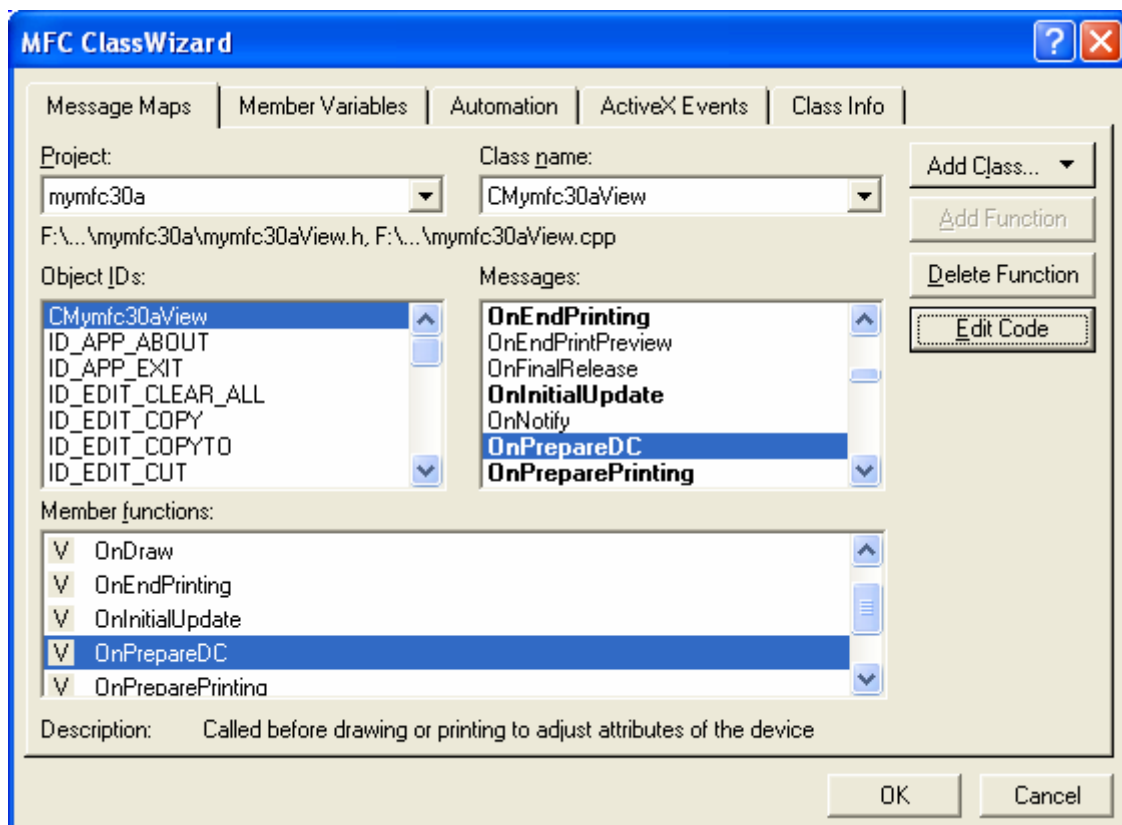 MFC ClassWizard
Message Maps Member Variables Automation ActiveX Events Class Info
Project: Class name:
mymfc30a CMymfc30aView
Add Class...
F:\...\mymfc30a\mymfc30aView.h, F:\...\mymfc30aView.cpp
Add Function
Object IDs: Messages:
Delete Function
CMymfc30aView OnEndPrinting
Edit Code
ID_APP_ABOUT OnEndPrintPreview
ID_APP_EXIT OnFinalRelease
ID_EDIT_CLEAR_ALL OnInitialUpdate
ID_EDIT_COPY OnNotify
ID_EDIT_COPYTO OnPrepareDC
ID_EDIT_CUT OnPreparePrinting
Member functions:
V OnDraw
V OnEndPrinting
V OnInitialUpdate
V OnPrepareDC
V OnPreparePrinting
Description: Called before drawing or printing to adjust attributes of the device
OK Cancel